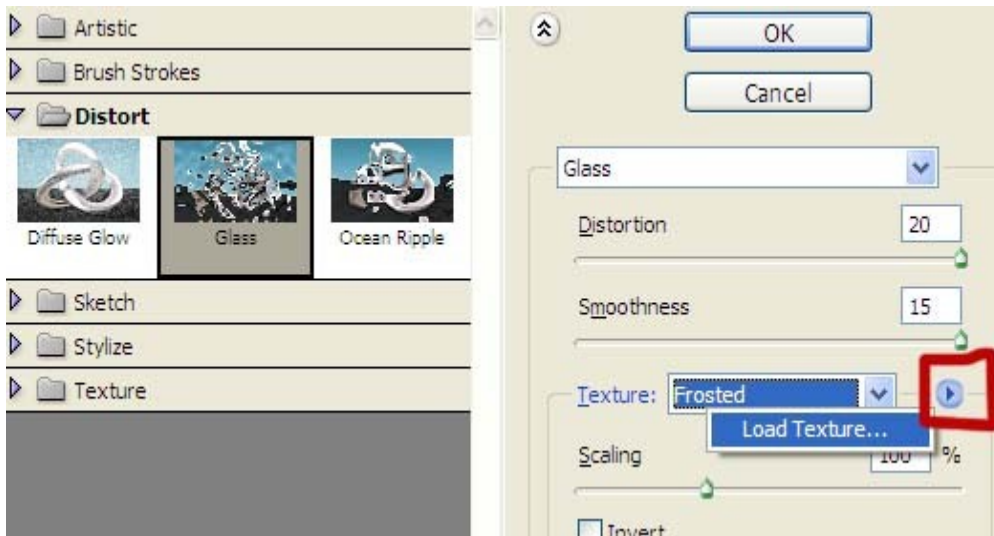 Artistic
Brush Strokes
Distort
Diffuse Glow
Glass
Ocean Ripple
Sketch
Stylize
Texture
OK
Cancel
Glass
Distortion 20
Smoothness 15
Texture: Frosted
Load Texture...
Scaling 100 %
Invert